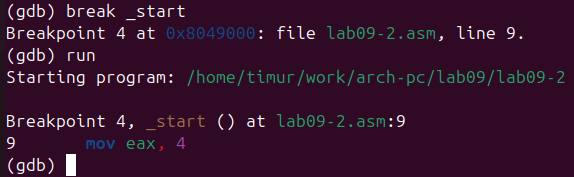 (gdb) break _start
Breakpoint 4 at 0x8049000: file lab09-2.asm, line 9.
(gdb) run
Starting program: /home/timur/work/arch-pc/lab09/lab09-2
Breakpoint 4, _start () at lab09-2.asm:9
9 mov eax, 4
(gdb)